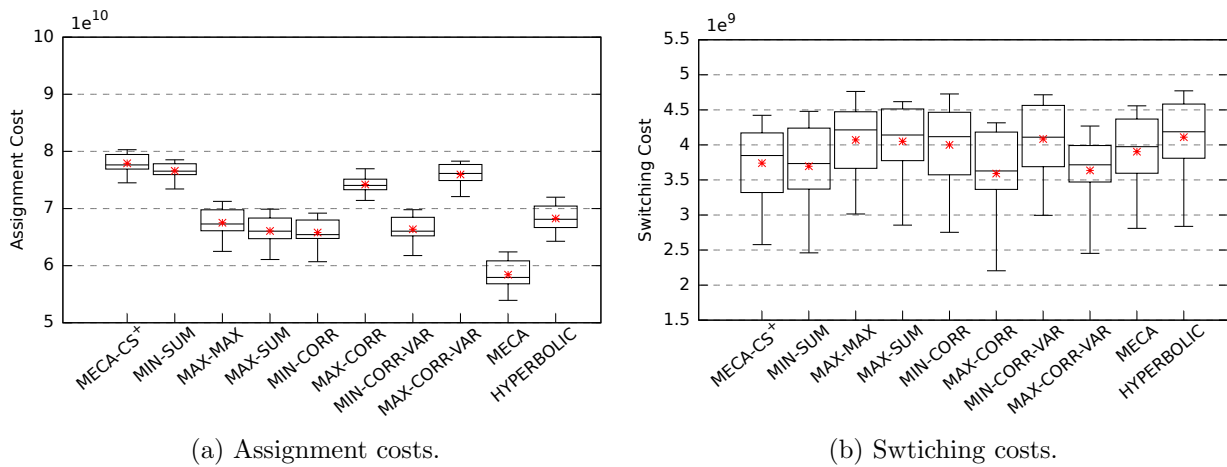 1e10
10
9
8
7
6
5
Assignment Cost
MECA-CS+
MIN-SUM
MAX-MAX
MAX-SUM
MIN-CORR
MAX-CORR
MIN-CORR-VAR
MAX-CORR-VAR
MECA
HYPERBOLIC
(a) Assignment costs.
1e9
5.5
5
4.5
4
3.5
3
2.5
2
1.5
Swtiching Cost
MECA-CS+
MIN-SUM
MAX-MAX
MAX-SUM
MIN-CORR
MAX-CORR
MIN-CORR-VAR
MAX-CORR-VAR
MECA
HYPERBOLIC
(b) Swtiching costs.